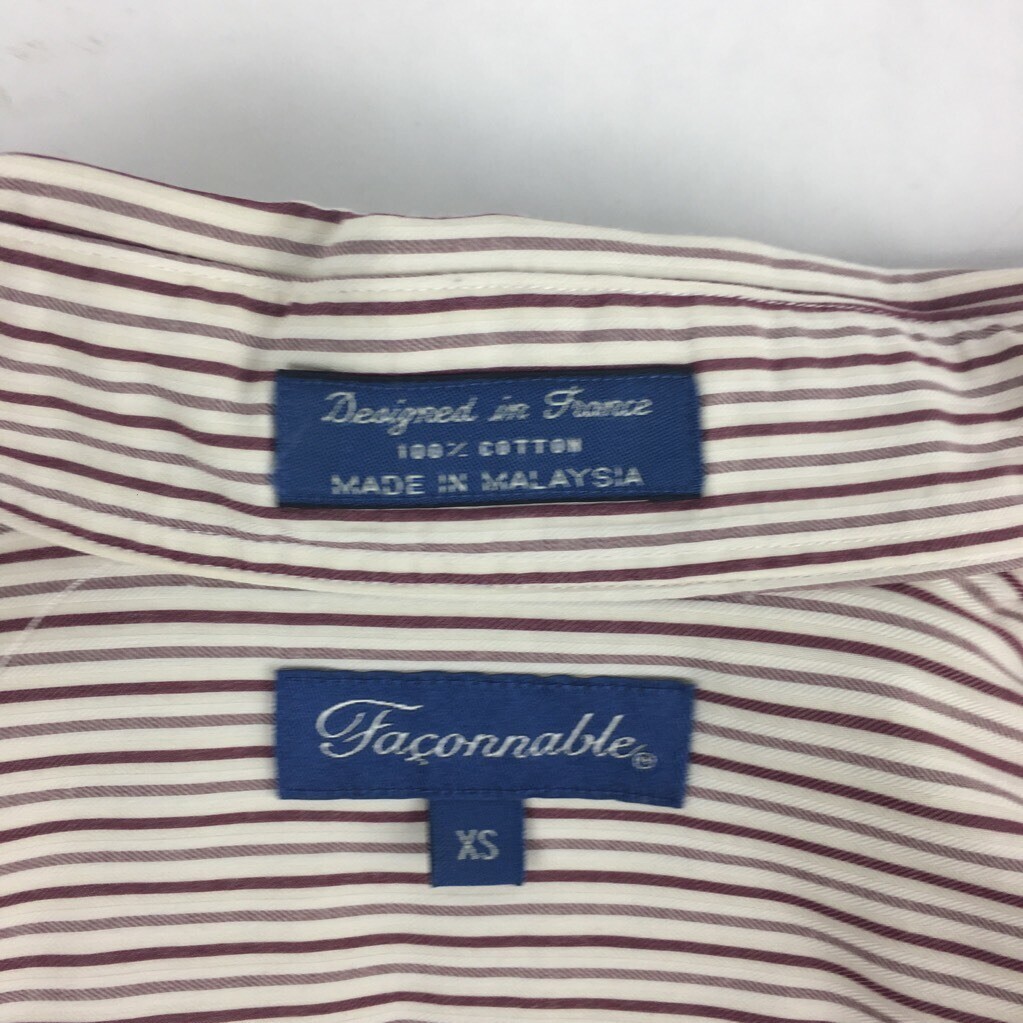 Designed in France
100% COTTON
MADE IN MALAYSIA
Façonnable®
XS